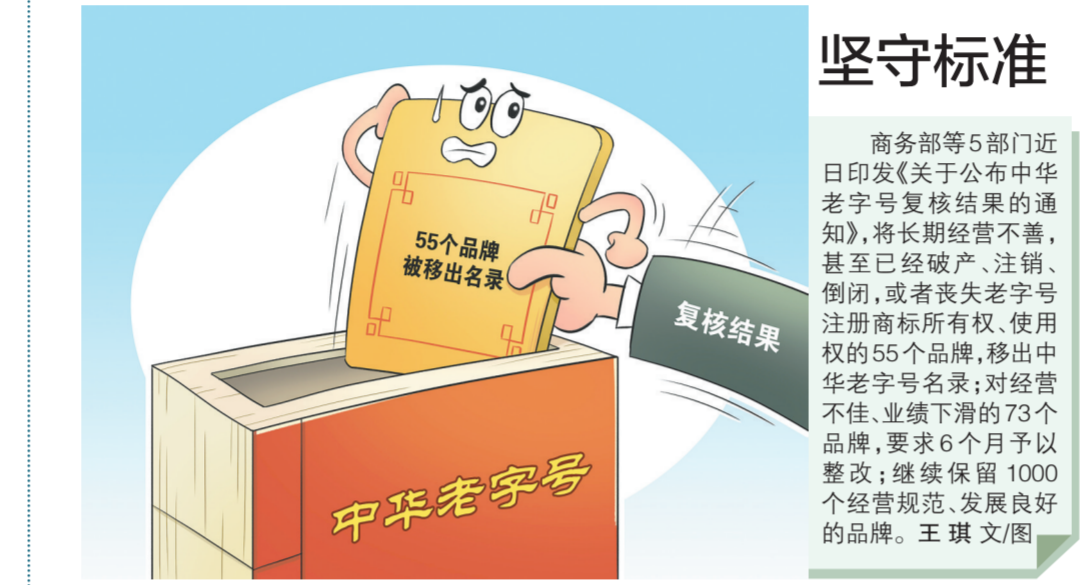 坚守标准
55个品牌
被移出名录
复核结果
中华老字号
商务部等5部门近
日印发《关于公布中华
老字号复核结果的通
知》,将长期经营不善,
甚至已经破产、注销、
倒闭,或者丧失老字号
注册商标所有权、使用
权的55个品牌,移出中
华老字号名录;对经营
不佳、业绩下滑的73个
品牌,要求6个月予以
整改;继续保留1000
个经营规范、发展良好
的品牌。王 琪 文/图